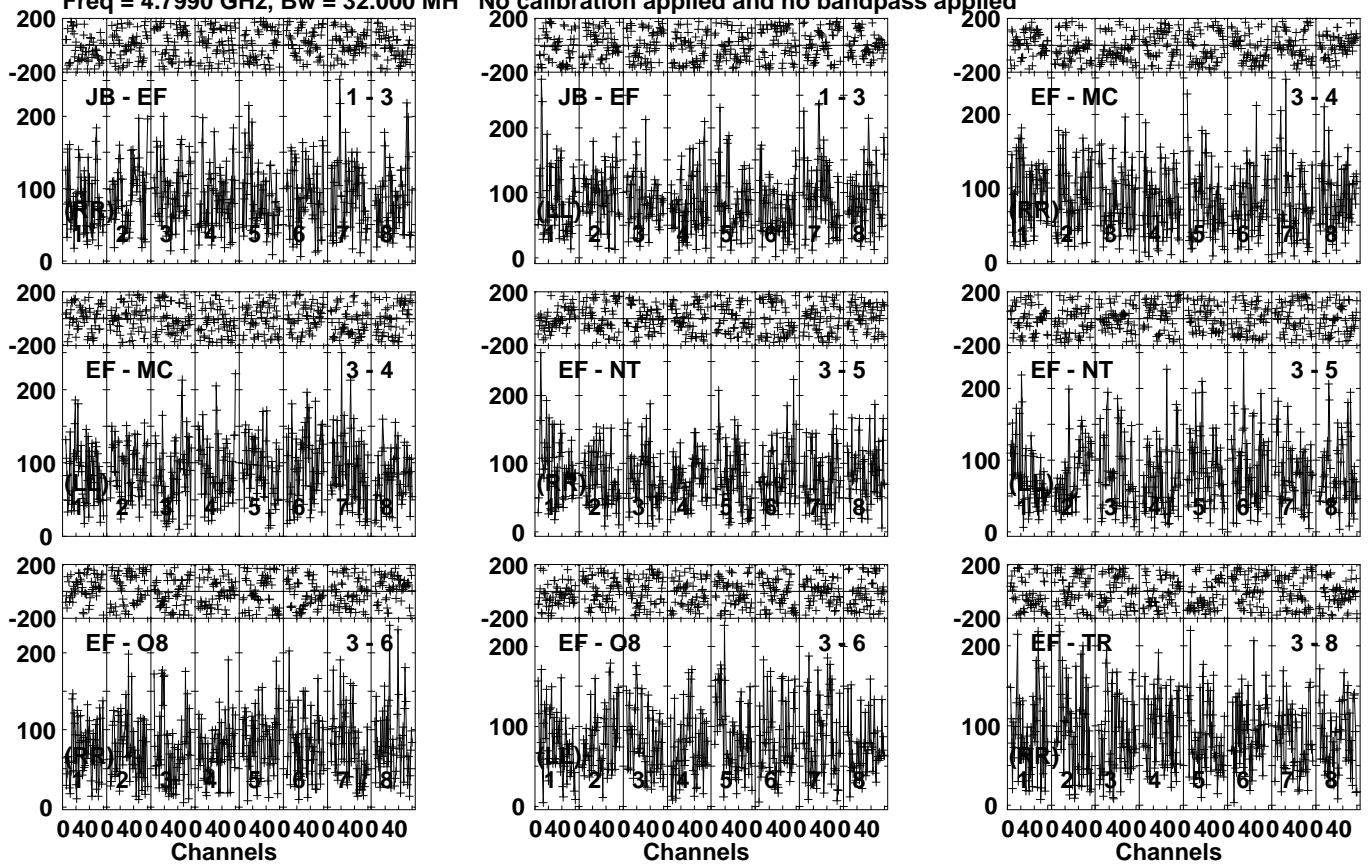 Freq = 4.7990 GHz, Bw = 32.000 MH No calibration applied and no bandpass applied
200 200 200
-200 -200 -200
JB - EF 1 - 3 JB - EF 1 - 3 EF - MC 3 - 4
200 200 200
100 100 100
(RR) (LL) (RR)
1 2 3 4 5 6 7 8 1 2 3 4 5 6 7 8 1 2 3 4 5 6 7 8
0 0 0
200 200 200
-200 -200 -200
EF - MC 3 - 4 EF - NT 3 - 5 EF - NT 3 - 5
200 200 200
100 100 100
(LL) (RR) (LL)
1 2 3 4 5 6 7 8 1 2 3 4 5 6 7 8 1 2 3 4 5 6 7 8
0 0 0
200 200 200
-200 -200 -200
EF - O8 3 - 6 EF - O8 3 - 6 EF - TR 3 - 8
200 200 200
100 100 100
(RR) (LL) (RR)
1 2 3 4 5 6 7 8 1 2 3 4 5 6 7 8 1 2 3 4 5 6 7 8
0 0 0
0 40 0 40 0 40 0 40 0 40 0 40 0 40 0 40 0 40 0 40 0 40 0 40 0 40 0 40 0 40 0 40 0 40 0 40 0 40 0 40 0 40 0 40 0 40 0 40
Channels Channels Channels